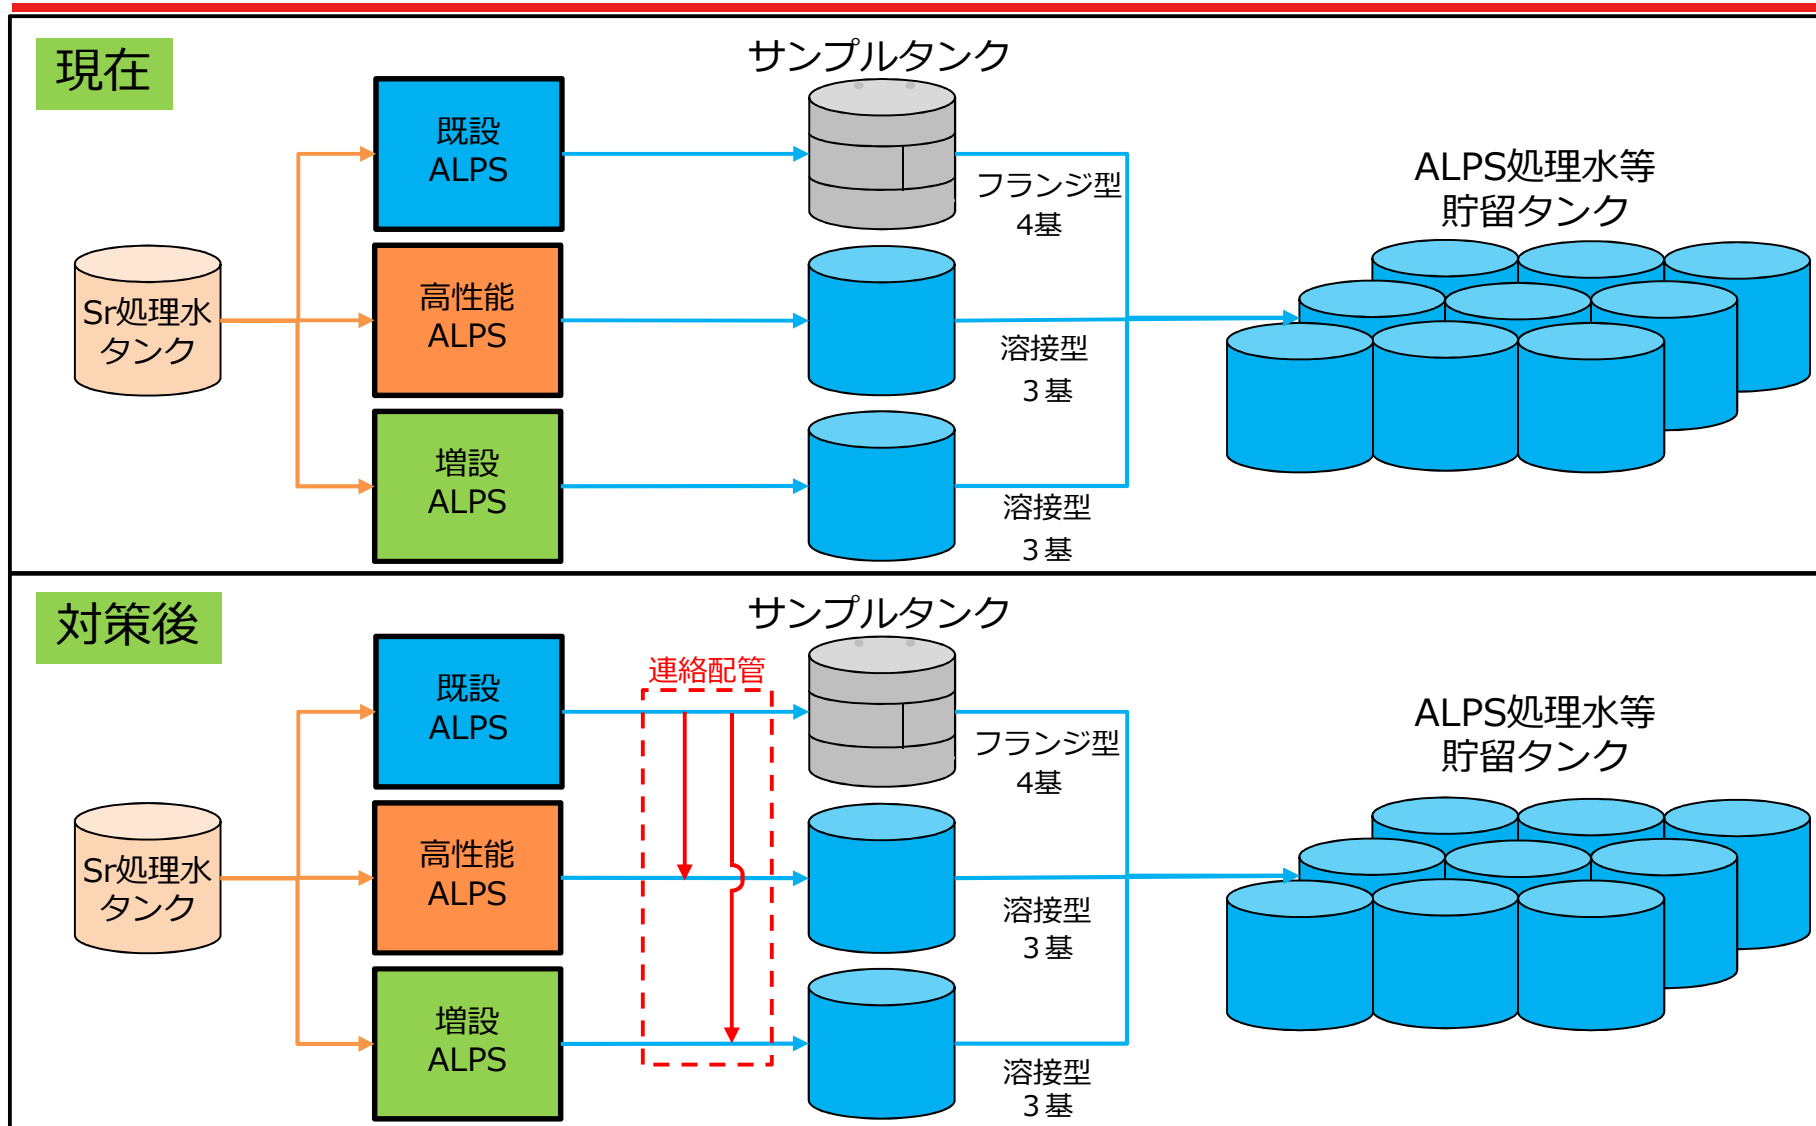 現在
サンプルタンク
既設
ALPS
フランジ型
4基
ALPS処理水等
貯留タンク
Sr処理水
タンク
高性能
ALPS
溶接型
３基
増設
ALPS
溶接型
３基
対策後
サンプルタンク
連絡配管
既設
ALPS
フランジ型
4基
ALPS処理水等
貯留タンク
Sr処理水
タンク
高性能
ALPS
溶接型
３基
増設
ALPS
溶接型
３基